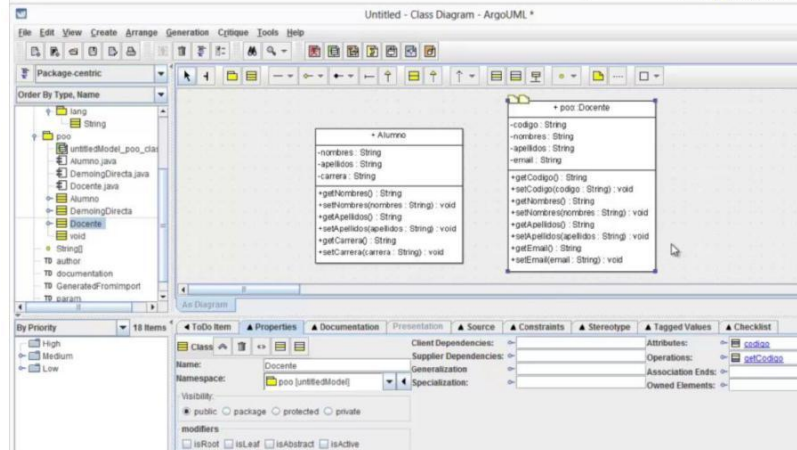 Untitled - Class Diagram - ArgoUML *
File Edit View Create Arrange Generation Critique Tools Help
Package-centric
Order By Type, Name
lang
String
poo
untitledModel_poo_clas
Alumno.java
DemoingDirecta.java
Docente.java
Alumno
DemoingDirecta
Docente
void
String[]
TD author
TD documentation
TD GeneratedFromImport
TD param
+ Alumno
-nombres : String
-apellidos : String
-carrera : String
+getNombres() : String
+setNombres(nombres : String) : void
+getApellidos() : String
+setApellidos(apellidos : String) : void
+getCarrera() : String
+setCarrera(carrera : String) : void
+ poo::Docente
-codigo : String
-nombres : String
-apellidos : String
-email : String
+getCodigo() : String
+setCodigo(codigo : String) : void
+getNombres() : String
+setNombres(nombres : String) : void
+getApellidos() : String
+setApellidos(apellidos : String) : void
+getEmail() : String
+setEmail(email : String) : void
As Diagram
By Priority 18 Items
High
Medium
Low
ToDo Item Properties Documentation Presentation Source Constraints Stereotype Tagged Values Checklist
Class
Name: Docente
Namespace: poo [untitledModel]
Visibility:
public package protected private
modifiers
isRoot isLeaf isAbstract isActive
Client Dependencies:
Supplier Dependencies:
Generalization
Specialization:
Attributes: codigo
Operations: getCodigo
Association Ends:
Owned Elements: